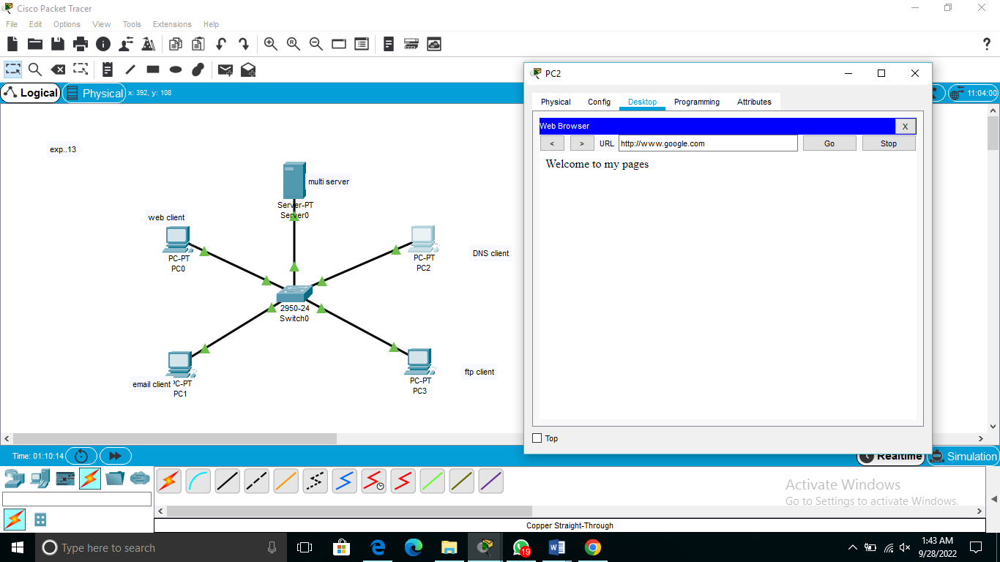 Cisco Packet Tracer
File Edit Options View Tools Extensions Help
Logical Physical x: 392, y: 108
11:04:00
exp..13
multi server
Server-PT
Server0
web client
PC-PT
PC0
PC-PT
PC2
DNS client
2950-24
Switch0
email client
PC-PT
PC1
PC-PT
PC3
ftp client
PC2
Physical Config Desktop Programming Attributes
Web Browser X
< > URL http://www.google.com Go Stop
Welcome to my pages
Top
Time: 01:10:14
Realtime Simulation
Activate Windows
Go to Settings to activate Windows.
Copper Straight-Through
Type here to search
19
1:43 AM
9/28/2022